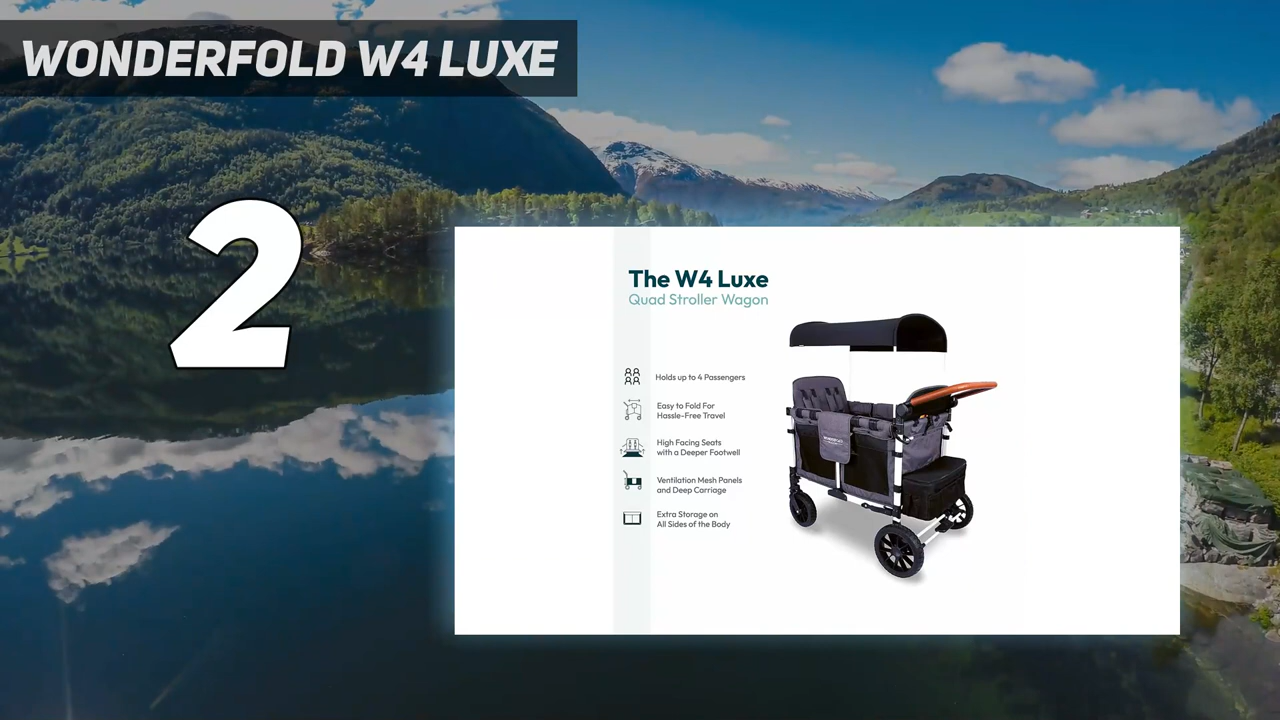 WONDERFOLD W4 LUXE
2
The W4 Luxe
Quad Stroller Wagon
Holds up to 4 Passengers
Easy to Fold For
Hassle-Free Travel
High Facing Seats
with a Deeper Footwell
Ventilation Mesh Panels
and Deep Carriage
Extra Storage on
All Sides of the Body